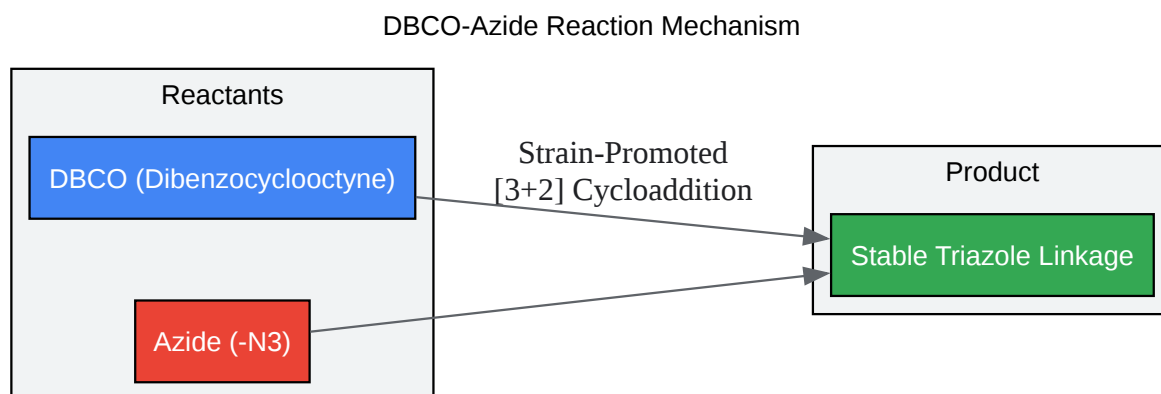 DBCO-Azide Reaction Mechanism
Reactants
DBCO (Dibenzocyclooctyne)
Azide (-N3)
Strain-Promoted
[3+2] Cycloaddition
Product
Stable Triazole Linkage